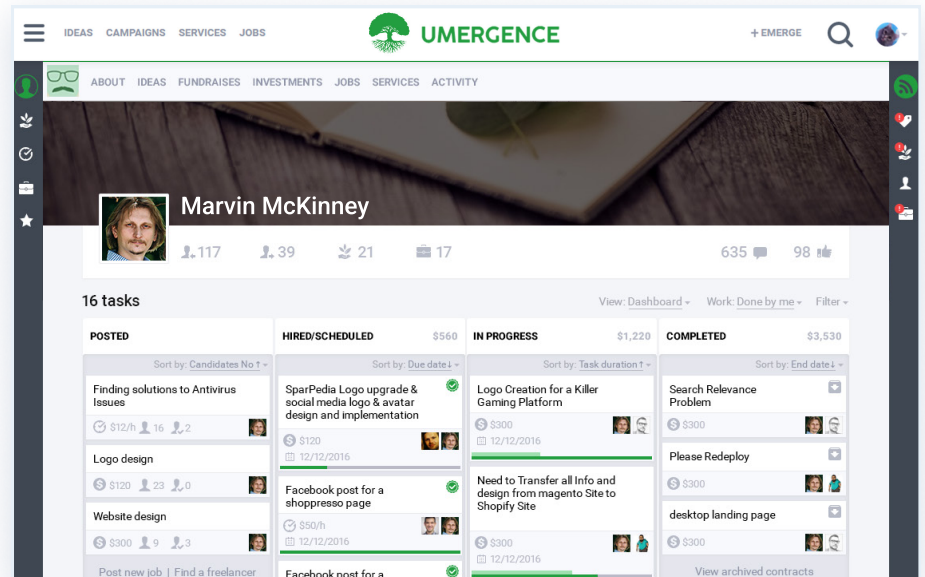 IDEAS CAMPAIGNS SERVICES JOBS
UMERGENCE
+ EMERGE
ABOUT IDEAS FUNDRAISES INVESTMENTS JOBS SERVICES ACTIVITY
Marvin McKinney
117 39 21 17 635 98
16 tasks
View: Dashboard Work: Done by me Filter
POSTED
Sort by: Candidates No ↑
Finding solutions to Antivirus
Issues
$12/h 16 2
Logo design
$120 23 0
Website design
$300 9 3
Post new job | Find a freelancer
HIRED/SCHEDULED $560
Sort by: Due date↓
SparPedia Logo upgrade &
social media logo & avatar
design and implementation
$120
12/12/2016
Facebook post for a
shoppresso page
$50/h
12/12/2016
Facebook post for a
IN PROGRESS $1,220
Sort by: Task duration↑
Logo Creation for a Killer
Gaming Platform
$300
12/12/2016
Need to Transfer all Info and
design from magento Site to
Shopify Site
$300
12/12/2016
COMPLETED $3,530
Sort by: End date↓
Search Relevance
Problem
$300
Please Redeploy
$300
desktop landing page
$300
View archived contracts